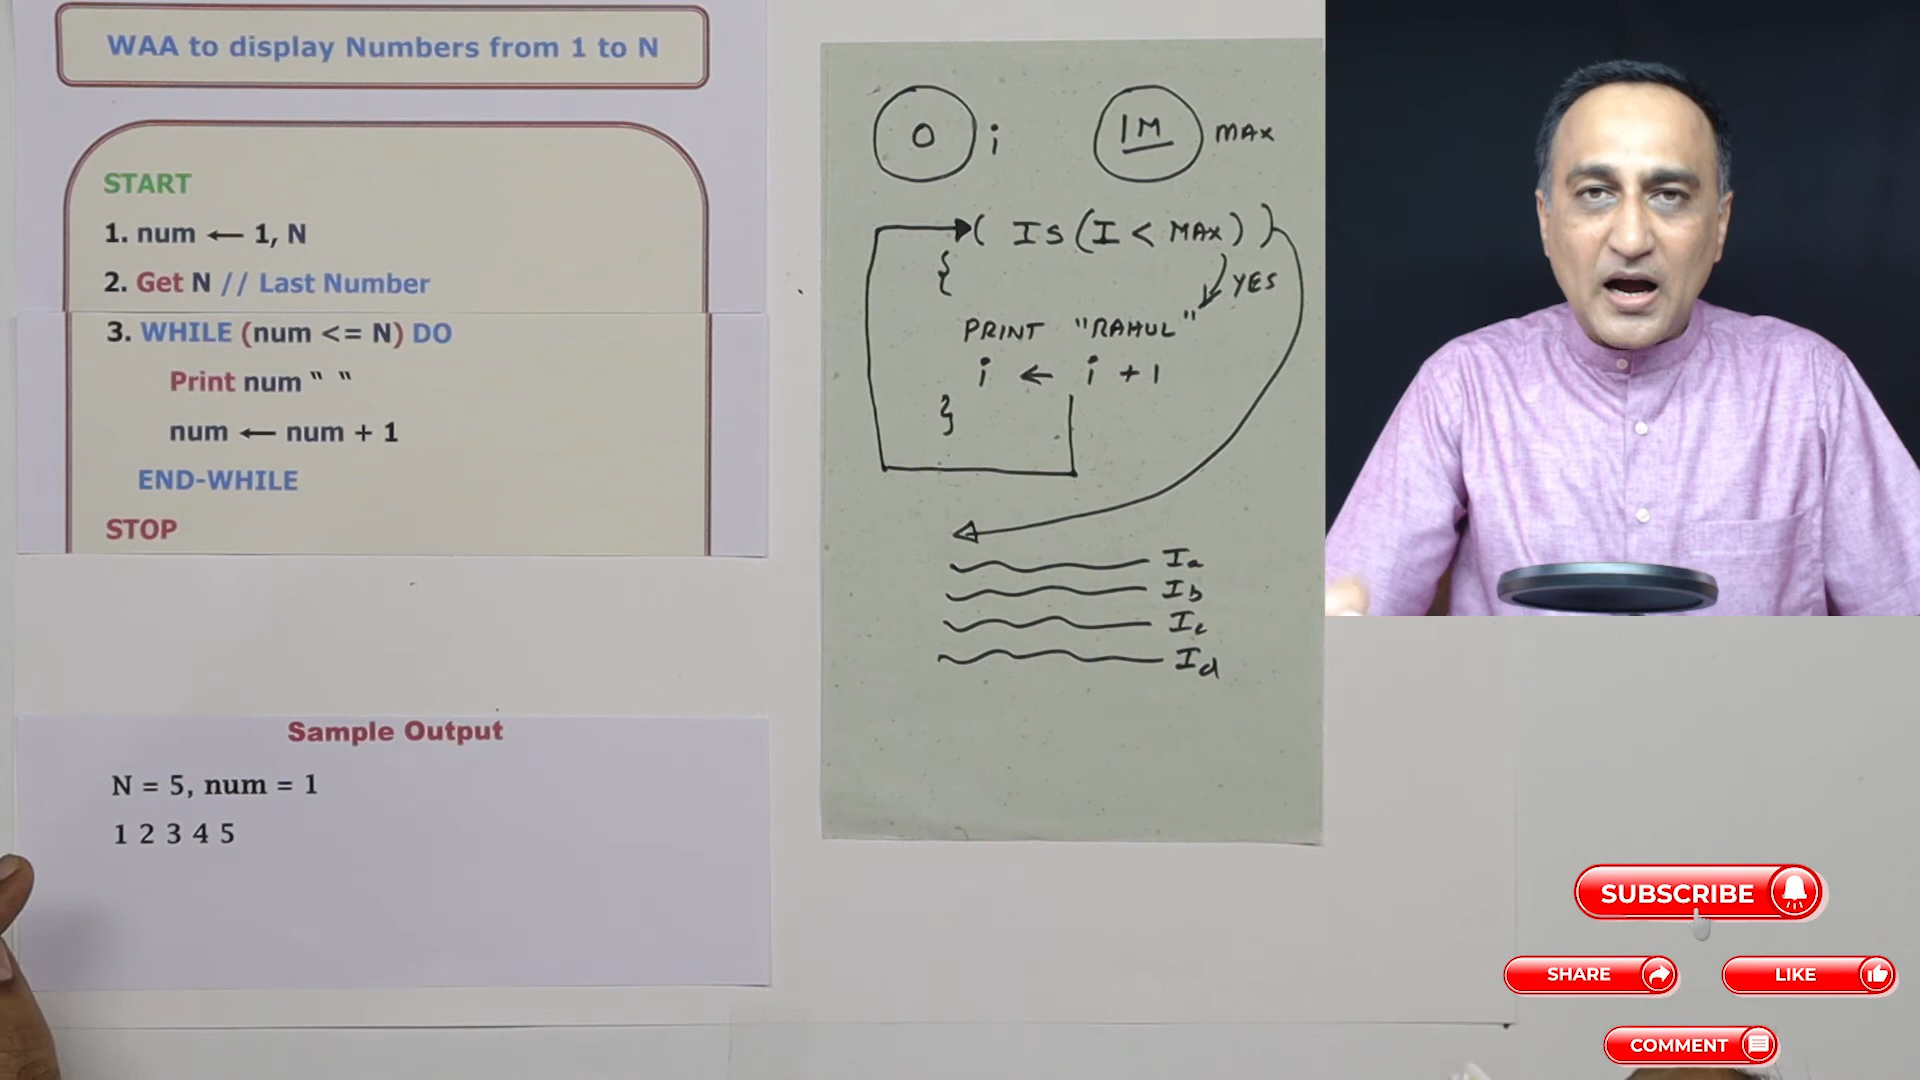 WAA to display Numbers from 1 to N
START
1. num ← 1, N
2. Get N // Last Number
3. WHILE (num <= N) DO
Print num “ “
num ← num + 1
END-WHILE
STOP
Sample Output
N = 5, num = 1
1 2 3 4 5
0 i 1M MAX
( IS (I < MAX) )
{
YES
PRINT "RAHUL"
i ← i + 1
}
Ia
Ib
Ic
Id
SUBSCRIBE
SHARE
LIKE
COMMENT